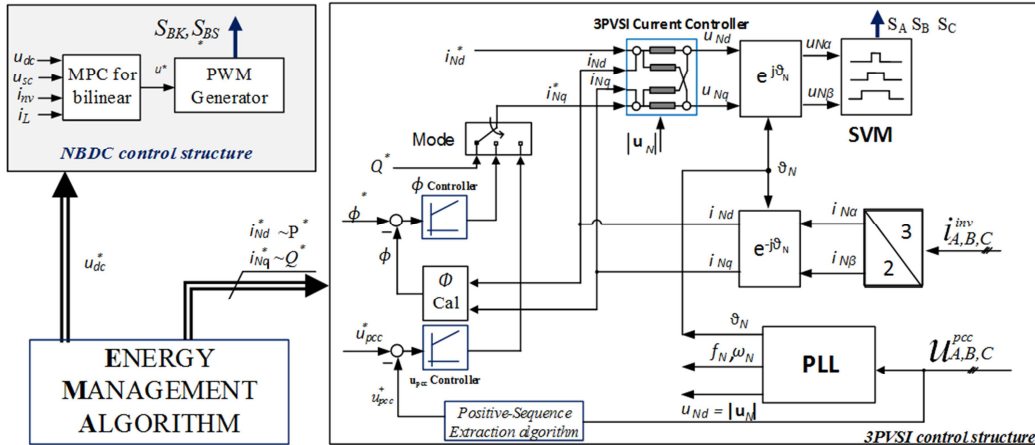 S_BK, S_BS
*
u_dc
u_sc
i_nv
i_L
MPC for
bilinear
u*
PWM
Generator
NBDC control structure
u*_dc
i*_Nd ~P*
i*_Nq ~Q*
ENERGY
MANAGEMENT
ALGORITHM
3PVSI Current Controller
i*_Nd
i_Nd
i_Nq
i*_Nq
u_Nd
u_Nq
|u_N|
e^jϑ_N
u_Nα
u_Nβ
S_A S_B S_C
SVM
Mode
Q*
ϕ Controller
ϕ*
ϕ
Φ
Cal
u*_pcc
u_pcc Controller
u+_pcc
Positive-Sequence
Extraction algorithm
ϑ_N
i_Nd
i_Nq
e^-jϑ_N
i_Nα
i_Nβ
3
2
i^inv_A,B,C
ϑ_N
f_N,ω_N
u_Nd = |u_N|
PLL
u^pcc_A,B,C
3PVSI control structure